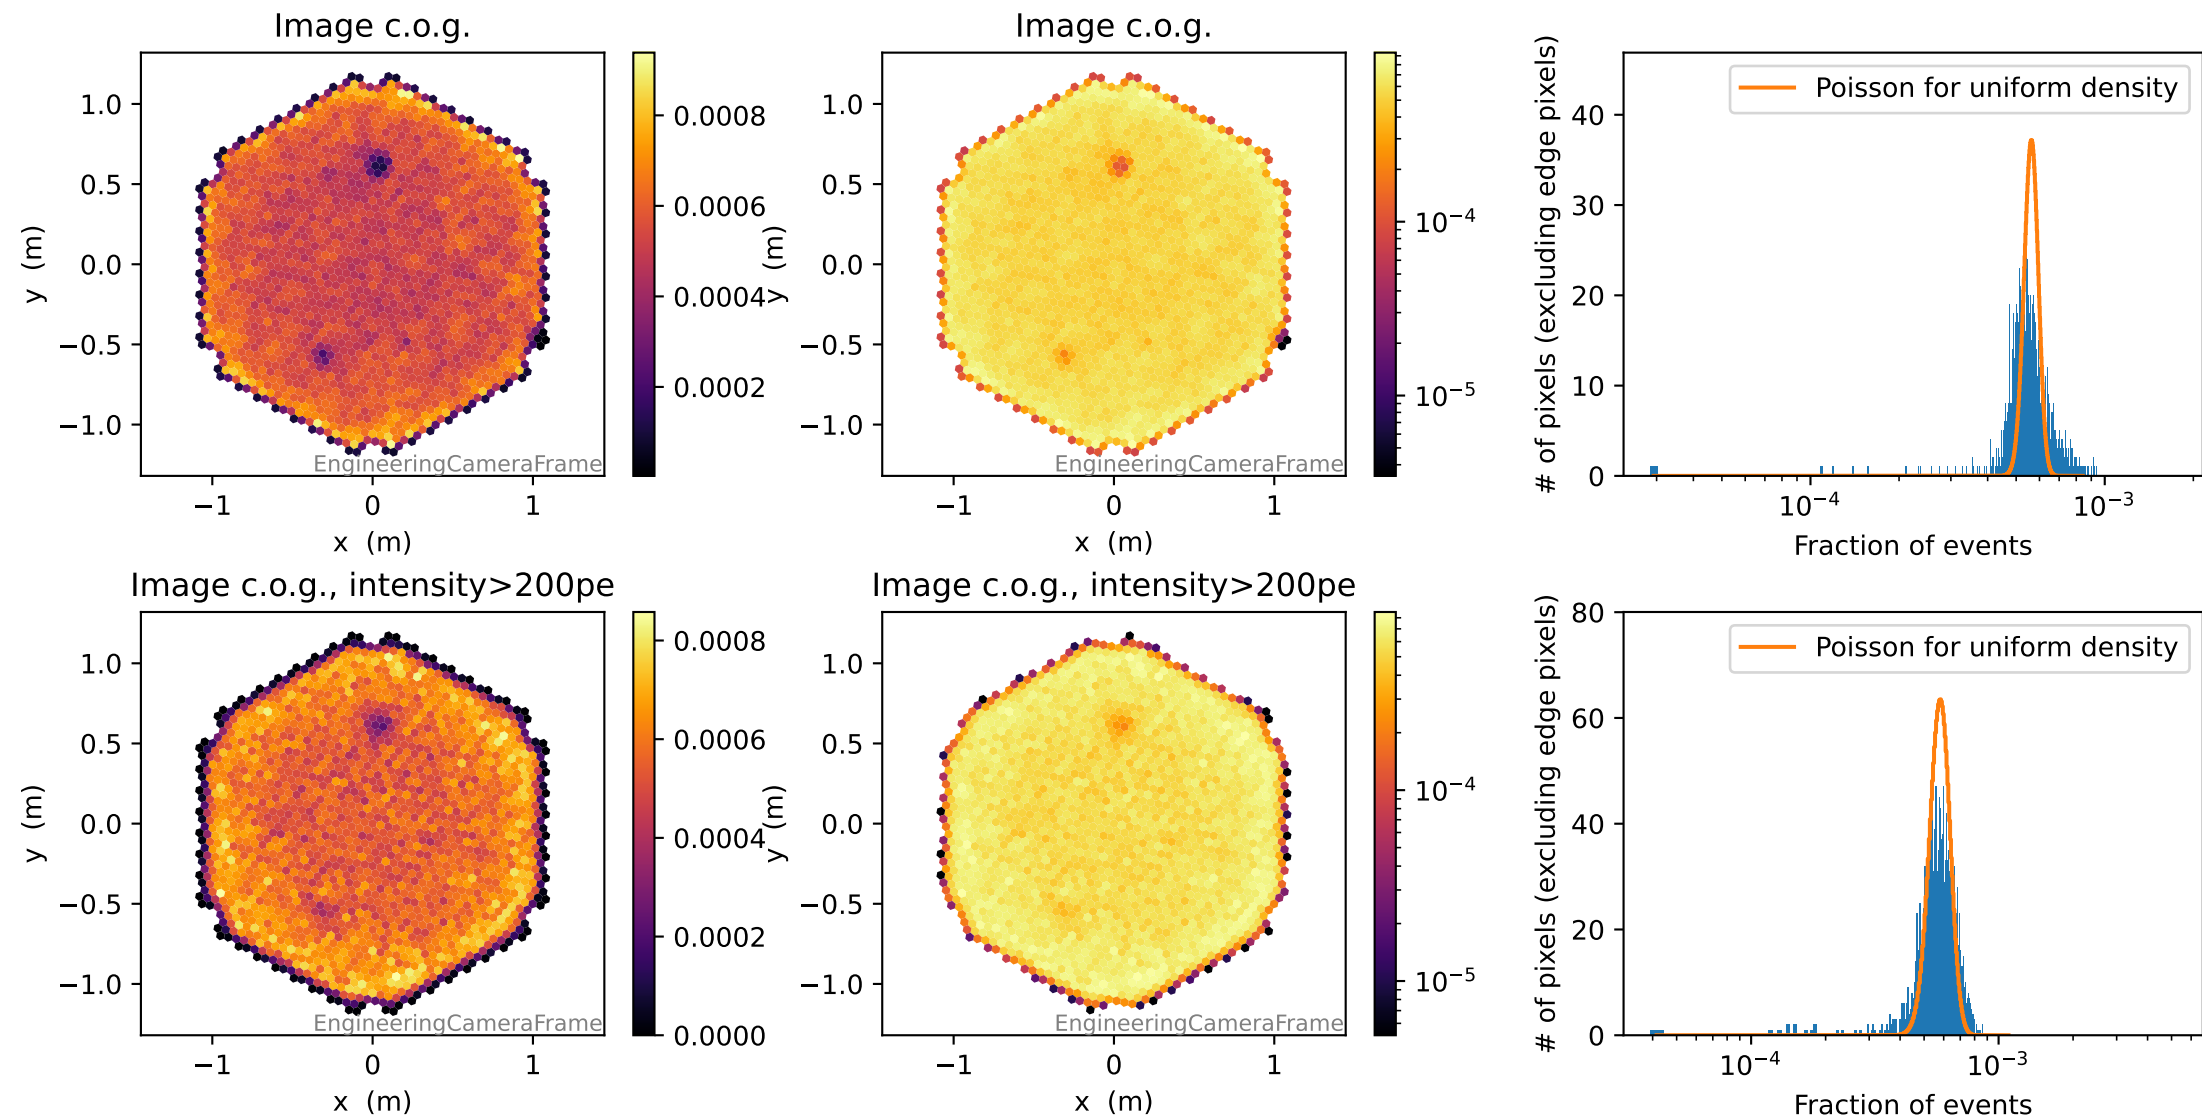 Image c.o.g.
y (m)
1.0
0.5
0.0
−0.5
−1.0
−1
0
1
x (m)
EngineeringCameraFrame
0.0008
0.0006
0.0004
0.0002
Image c.o.g.
y (m)
1.0
0.5
0.0
−0.5
−1.0
−1
0
1
x (m)
EngineeringCameraFrame
10−4
10−5
# of pixels (excluding edge pixels)
40
30
20
10
0
Poisson for uniform density
10−4
10−3
Fraction of events
Image c.o.g., intensity>200pe
y (m)
1.0
0.5
0.0
−0.5
−1.0
−1
0
1
x (m)
EngineeringCameraFrame
0.0008
0.0006
0.0004
0.0002
0.0000
Image c.o.g., intensity>200pe
y (m)
1.0
0.5
0.0
−0.5
−1.0
−1
0
1
x (m)
EngineeringCameraFrame
10−4
10−5
# of pixels (excluding edge pixels)
80
60
40
20
0
Poisson for uniform density
10−4
10−3
Fraction of events